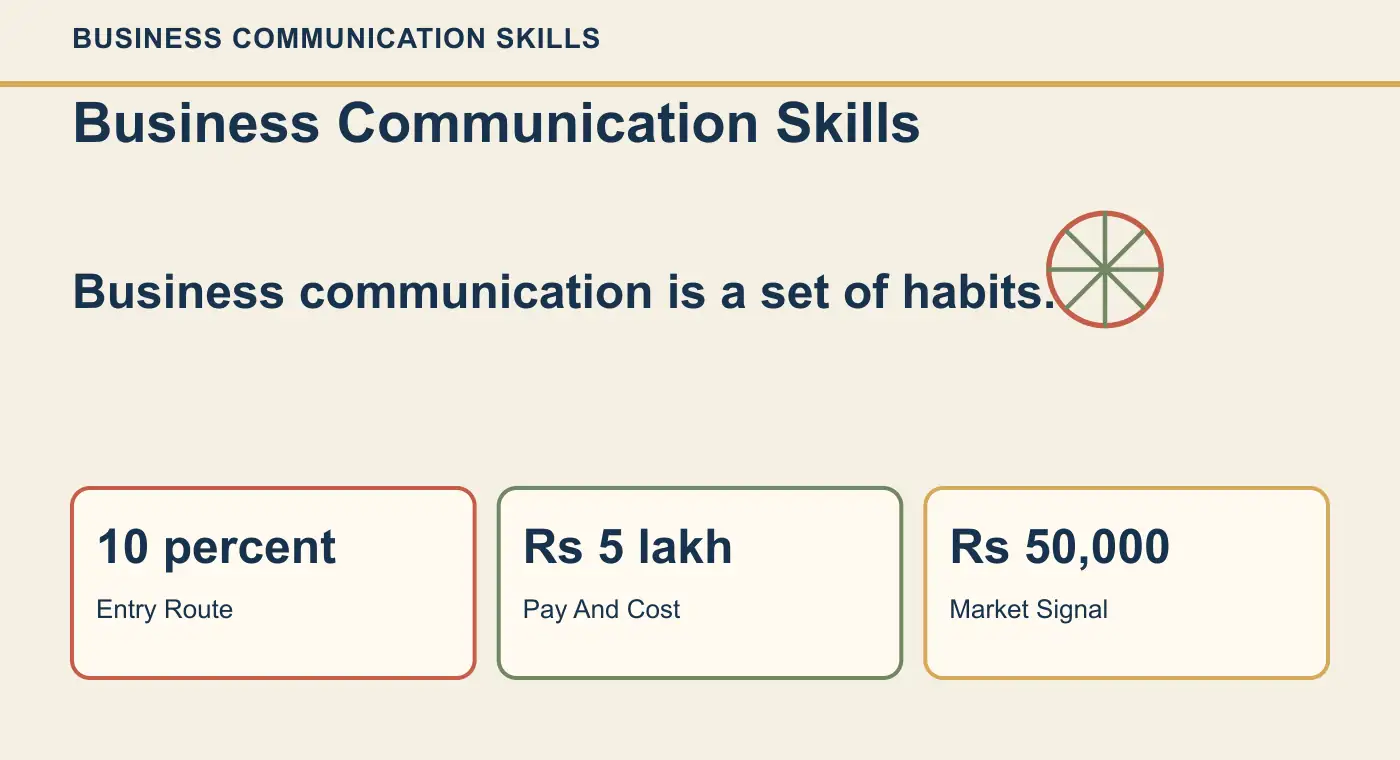 BUSINESS COMMUNICATION SKILLS
Business Communication Skills
Business communication is a set of habits.
10 percent
Entry Route
Rs 5 lakh
Pay And Cost
Rs 50,000
Market Signal